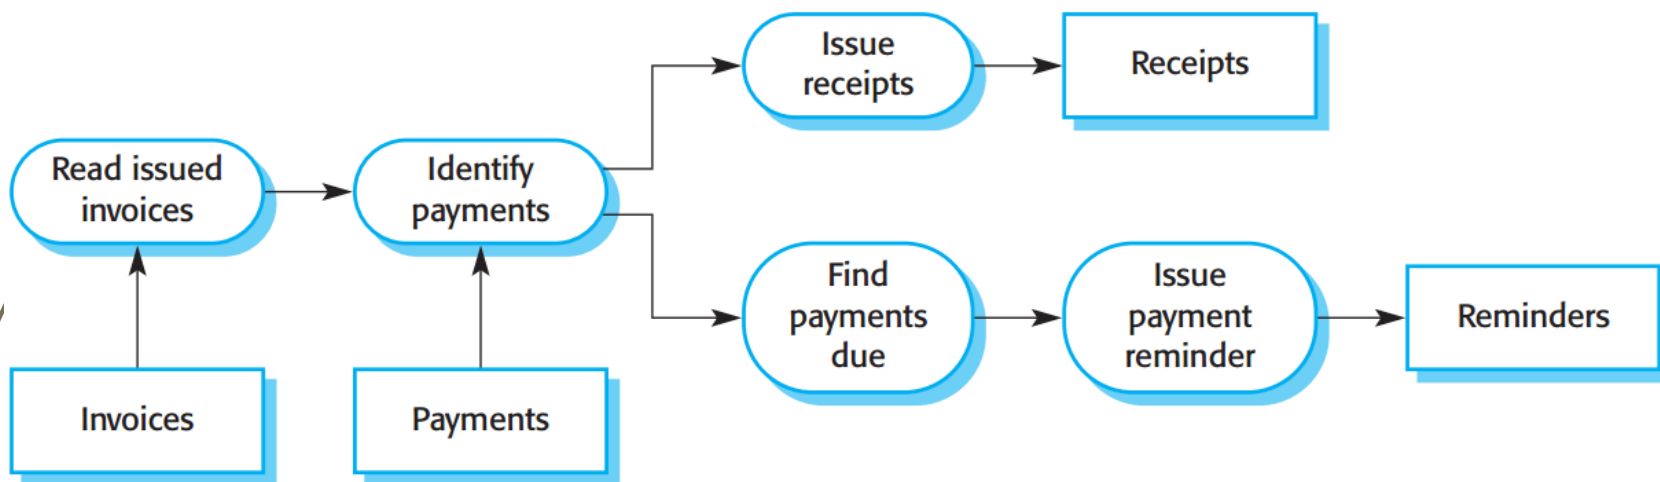 Issue
receipts
Receipts
Read issued
invoices
Identify
payments
Find
payments
due
Issue
payment
reminder
Reminders
Invoices
Payments